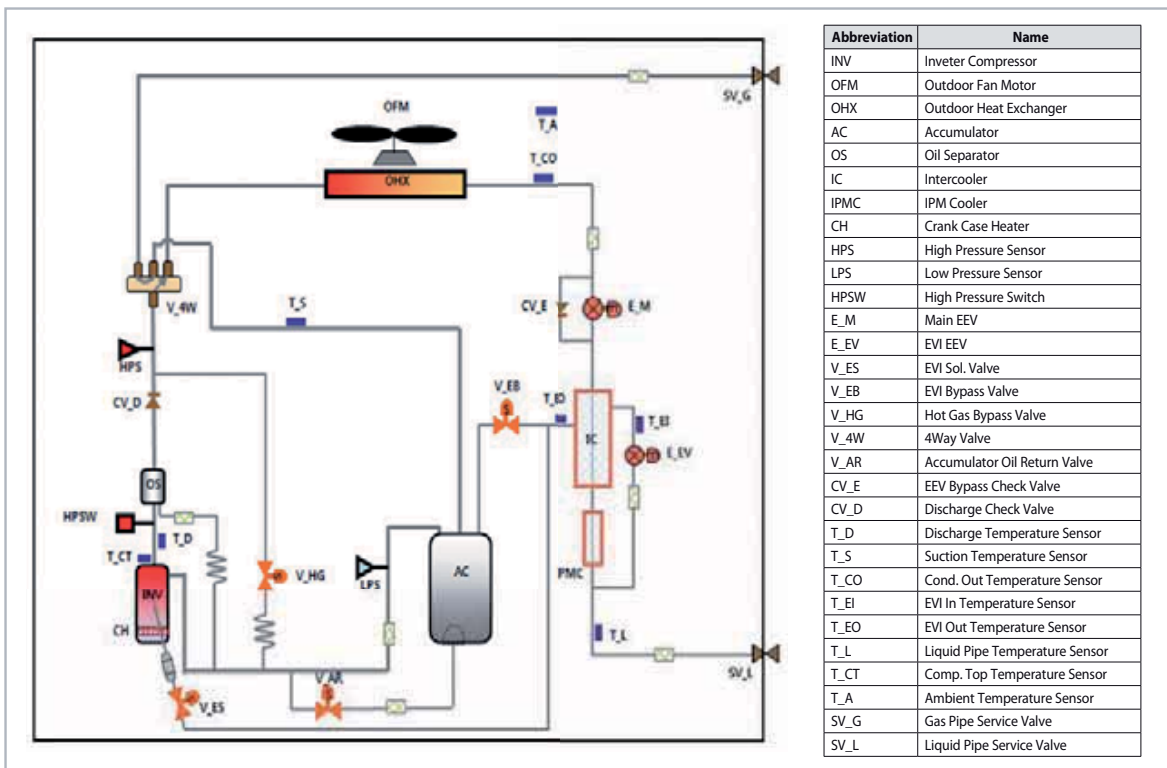 OFM
SV_G
T_A
T_CO
OHX
V_4W
T_S
CV_E
E_M
HPS
CV_D
V_EB
T_EO
T_EI
IC
E_EV
OS
HPSW
T_D
T_CT
V_HG
LPS
AC
PMC
INV
CH
T_L
V_AR
V_ES
SV_L
Abbreviation Name
INV Inveter Compressor
OFM Outdoor Fan Motor
OHX Outdoor Heat Exchanger
AC Accumulator
OS Oil Separator
IC Intercooler
IPMC IPM Cooler
CH Crank Case Heater
HPS High Pressure Sensor
LPS Low Pressure Sensor
HPSW High Pressure Switch
E_M Main EEV
E_EV EVI EEV
V_ES EVI Sol. Valve
V_EB EVI Bypass Valve
V_HG Hot Gas Bypass Valve
V_4W 4Way Valve
V_AR Accumulator Oil Return Valve
CV_E EEV Bypass Check Valve
CV_D Discharge Check Valve
T_D Discharge Temperature Sensor
T_S Suction Temperature Sensor
T_CO Cond. Out Temperature Sensor
T_EI EVI In Temperature Sensor
T_EO EVI Out Temperature Sensor
T_L Liquid Pipe Temperature Sensor
T_CT Comp. Top Temperature Sensor
T_A Ambient Temperature Sensor
SV_G Gas Pipe Service Valve
SV_L Liquid Pipe Service Valve